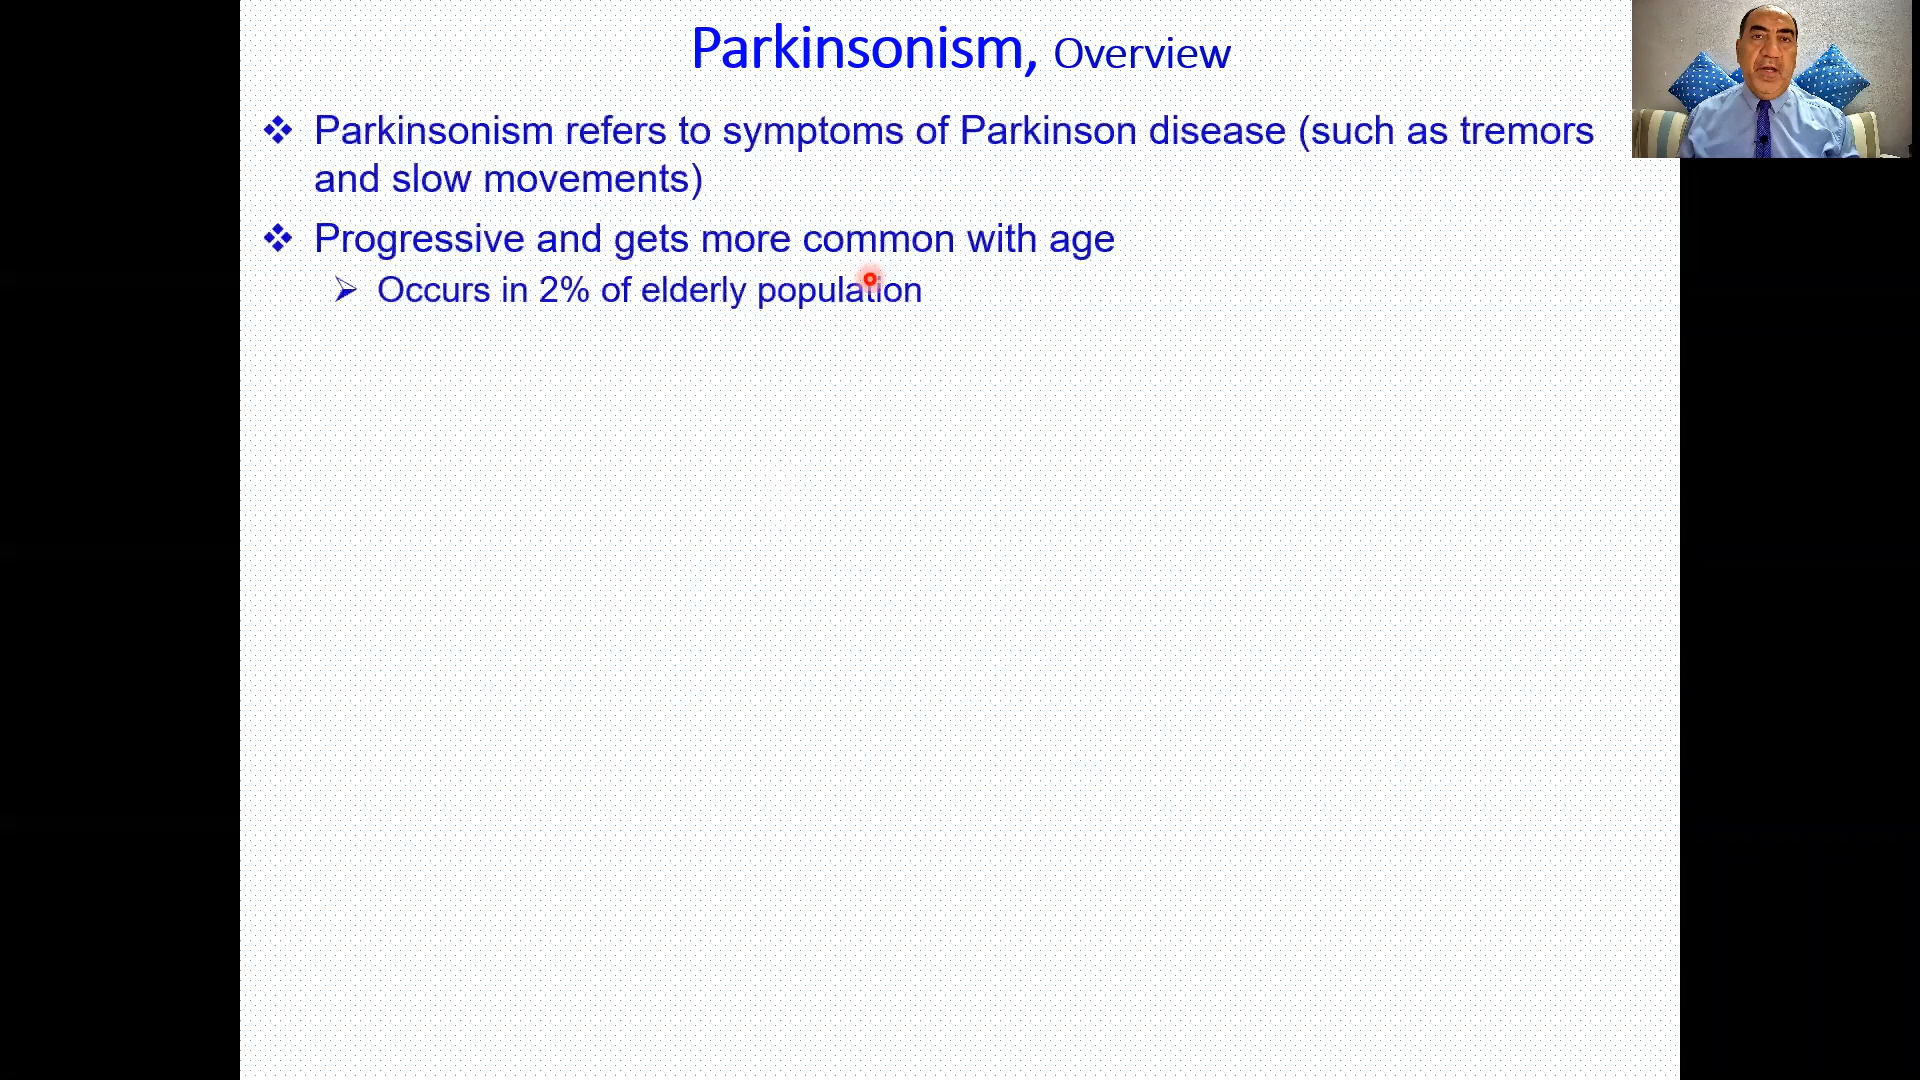 Parkinsonism, Overview
❖ Parkinsonism refers to symptoms of Parkinson disease (such as tremors
and slow movements)
❖ Progressive and gets more common with age
➢ Occurs in 2% of elderly population